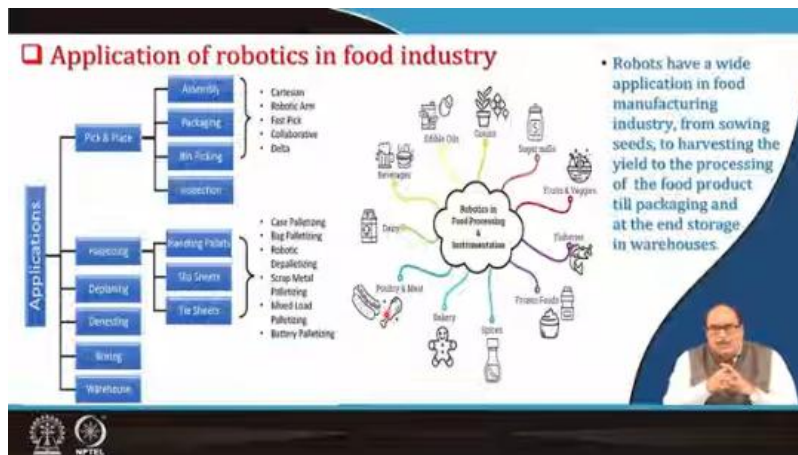 Application of robotics in food industry
Applications
Pick & Place
Assembly
Packaging
Bin Picking
Inspection
• Cartesian
• Robotic Arm
• Fast Pick
• Collaborative
• Delta
Palletizing
Depalleting
Denesting
Boxing
Warehouse
Handling Pallets
Slip Sheets
Tie Sheets
• Case Palletizing
• Bag Palletizing
• Robotic
Depalletizing
• Scrap Metal
Palletizing
• Mixed Load
Palletizing
• Battery Palletizing
Robotics in
Food Processing
&
Instrumentation
Edible Oils
Sugar mills
Fruits & Veggies
Fisheries
Frozen Foods
Spices
Bakery
Poultry & Meat
Dairy
Beverages
• Robots have a wide
application in food
manufacturing
industry, from sowing
seeds, to harvesting the
yield to the processing
of the food product
till packaging and
at the end storage
in warehouses.
NPTEL